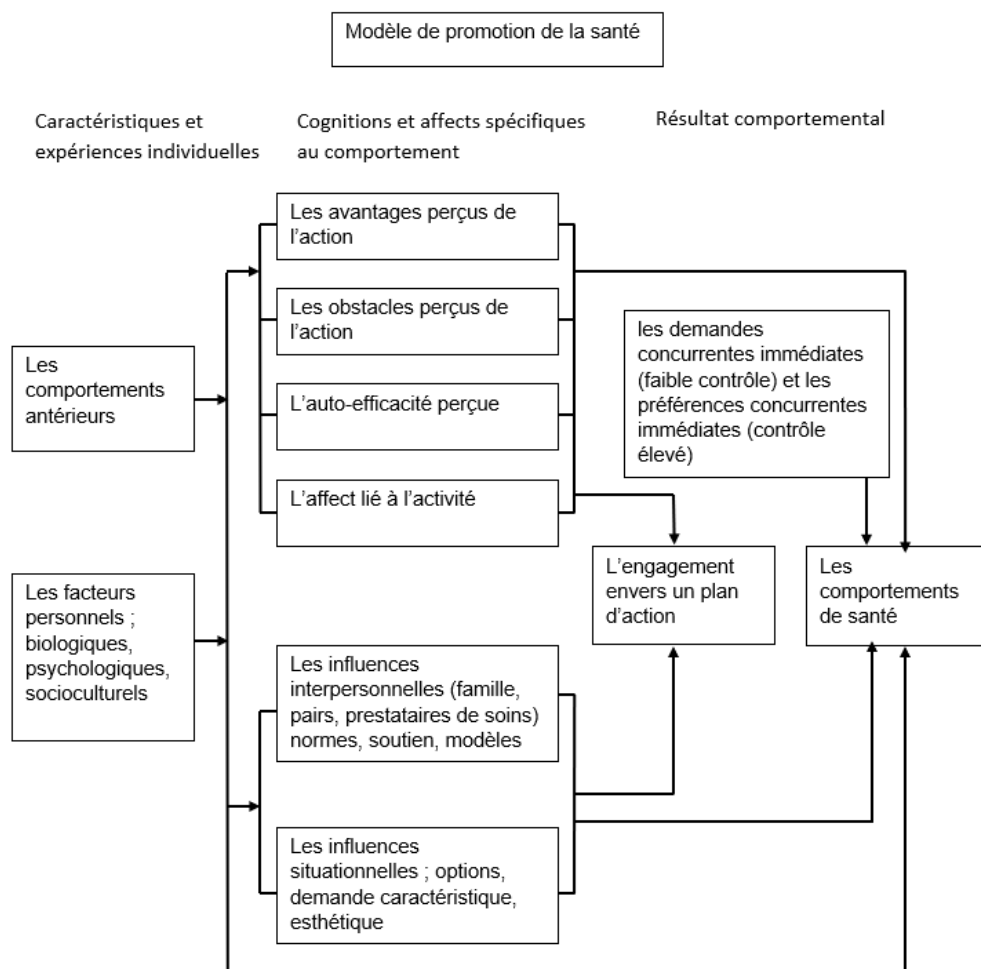 Modèle de promotion de la santé
Caractéristiques et
expériences individuelles
Cognitions et affects spécifiques
au comportement
Résultat comportemental
Les avantages perçus de
l’action
Les obstacles perçus de
l’action
L’auto-efficacité perçue
L’affect lié à l’activité
Les
comportements
antérieurs
Les facteurs
personnels ;
biologiques,
psychologiques,
socioculturels
Les influences
interpersonnelles (famille,
pairs, prestataires de soins)
normes, soutien, modèles
Les influences
situationnelles ; options,
demande caractéristique,
esthétique
les demandes
concurrentes immédiates
(faible contrôle) et les
préférences concurrentes
immédiates (contrôle
élevé)
L’engagement
envers un plan
d’action
Les
comportements
de santé